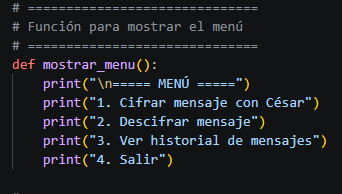 # =============================
# Función para mostrar el menú
# =============================
def mostrar_menu():
    print("\n===== MENÚ =====")
    print("1. Cifrar mensaje con César")
    print("2. Descifrar mensaje")
    print("3. Ver historial de mensajes")
    print("4. Salir")